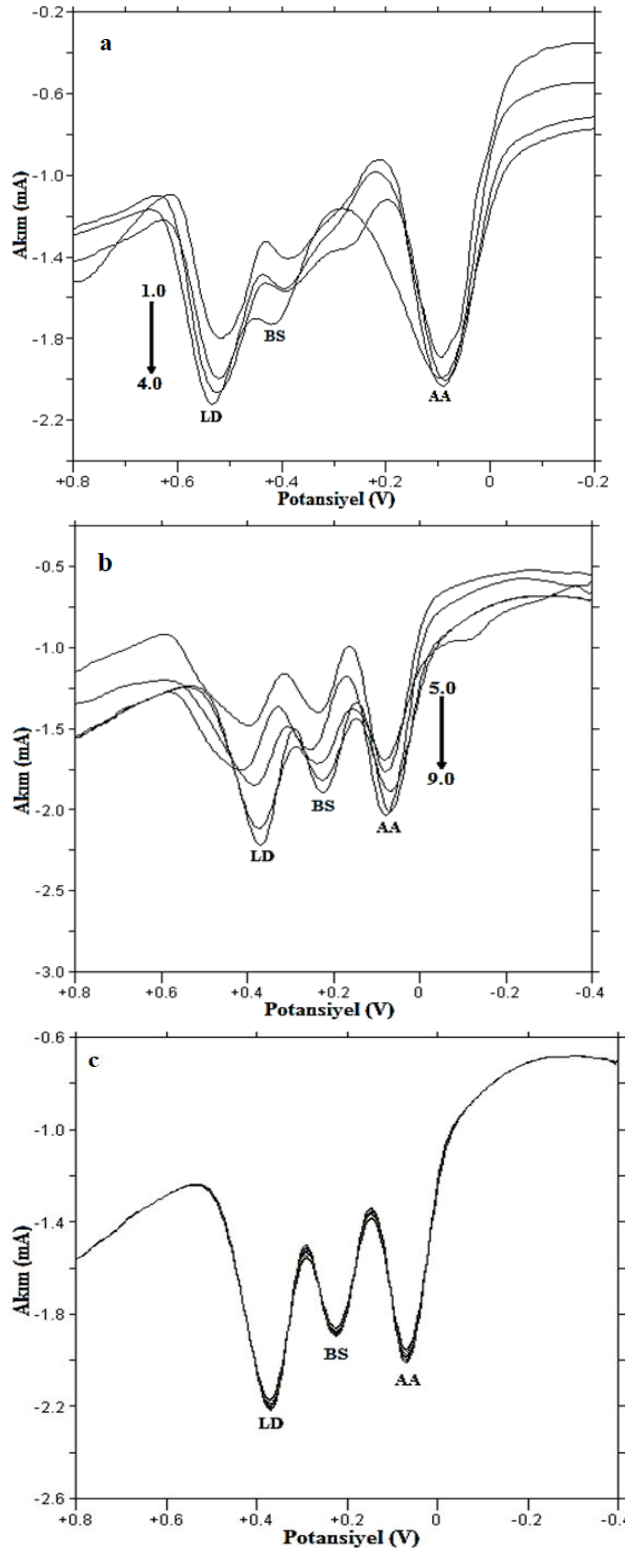 a
-0.2
-0.6
-1.0
-1.4
-1.8
-2.2
Akım (mA)
1.0
4.0
LD
BS
AA
+0.8
+0.6
+0.4
+0.2
0
-0.2
Potansiyel (V)
b
-0.5
-1.0
-1.5
-2.0
-2.5
-3.0
Akım (mA)
5.0
9.0
LD
BS
AA
+0.8
+0.6
+0.4
+0.2
0
-0.2
-0.4
Potansiyel (V)
c
-0.6
-1.0
-1.4
-1.8
-2.2
-2.6
Akım (mA)
LD
BS
AA
+0.8
+0.6
+0.4
+0.2
0
-0.2
-0.4
Potansiyel (V)